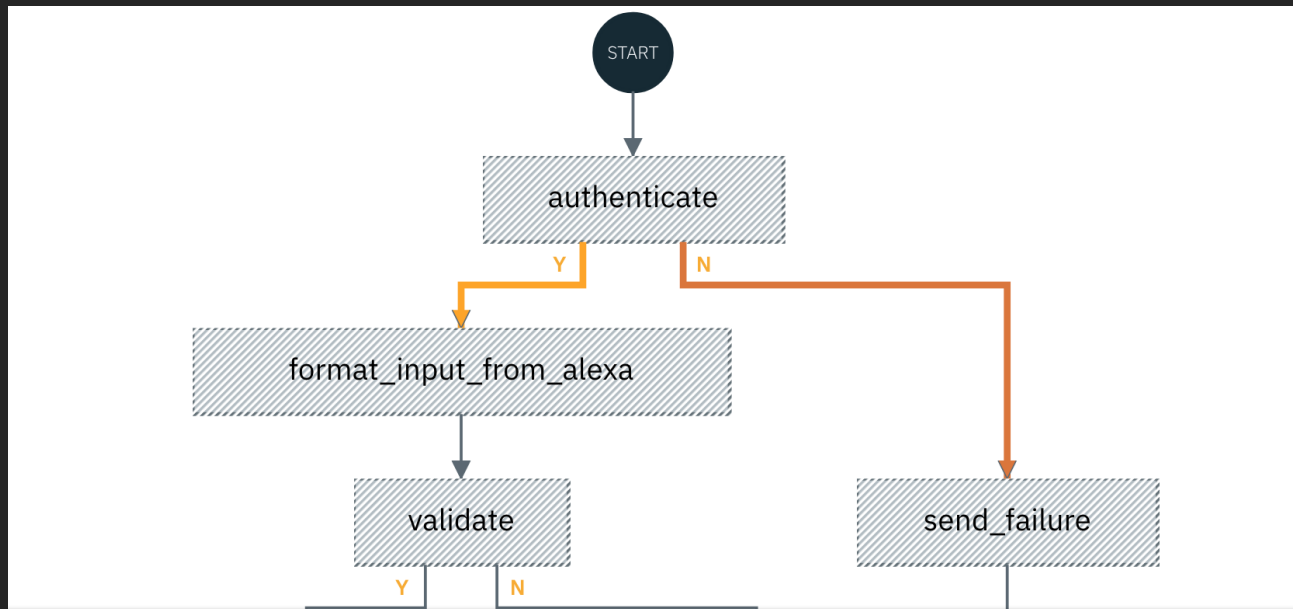 START
authenticate
Y
N
format_input_from_alexa
validate
send_failure
Y
N